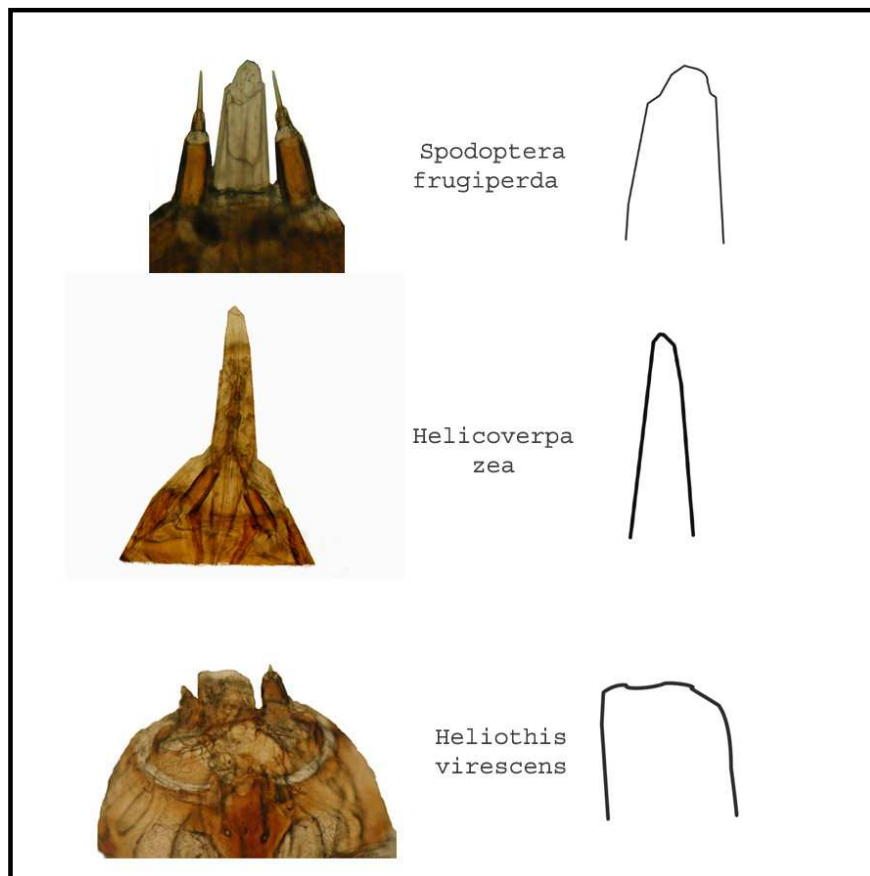 Spodoptera
frugiperda
Helicoverpa
zea
Heliothis
virescens